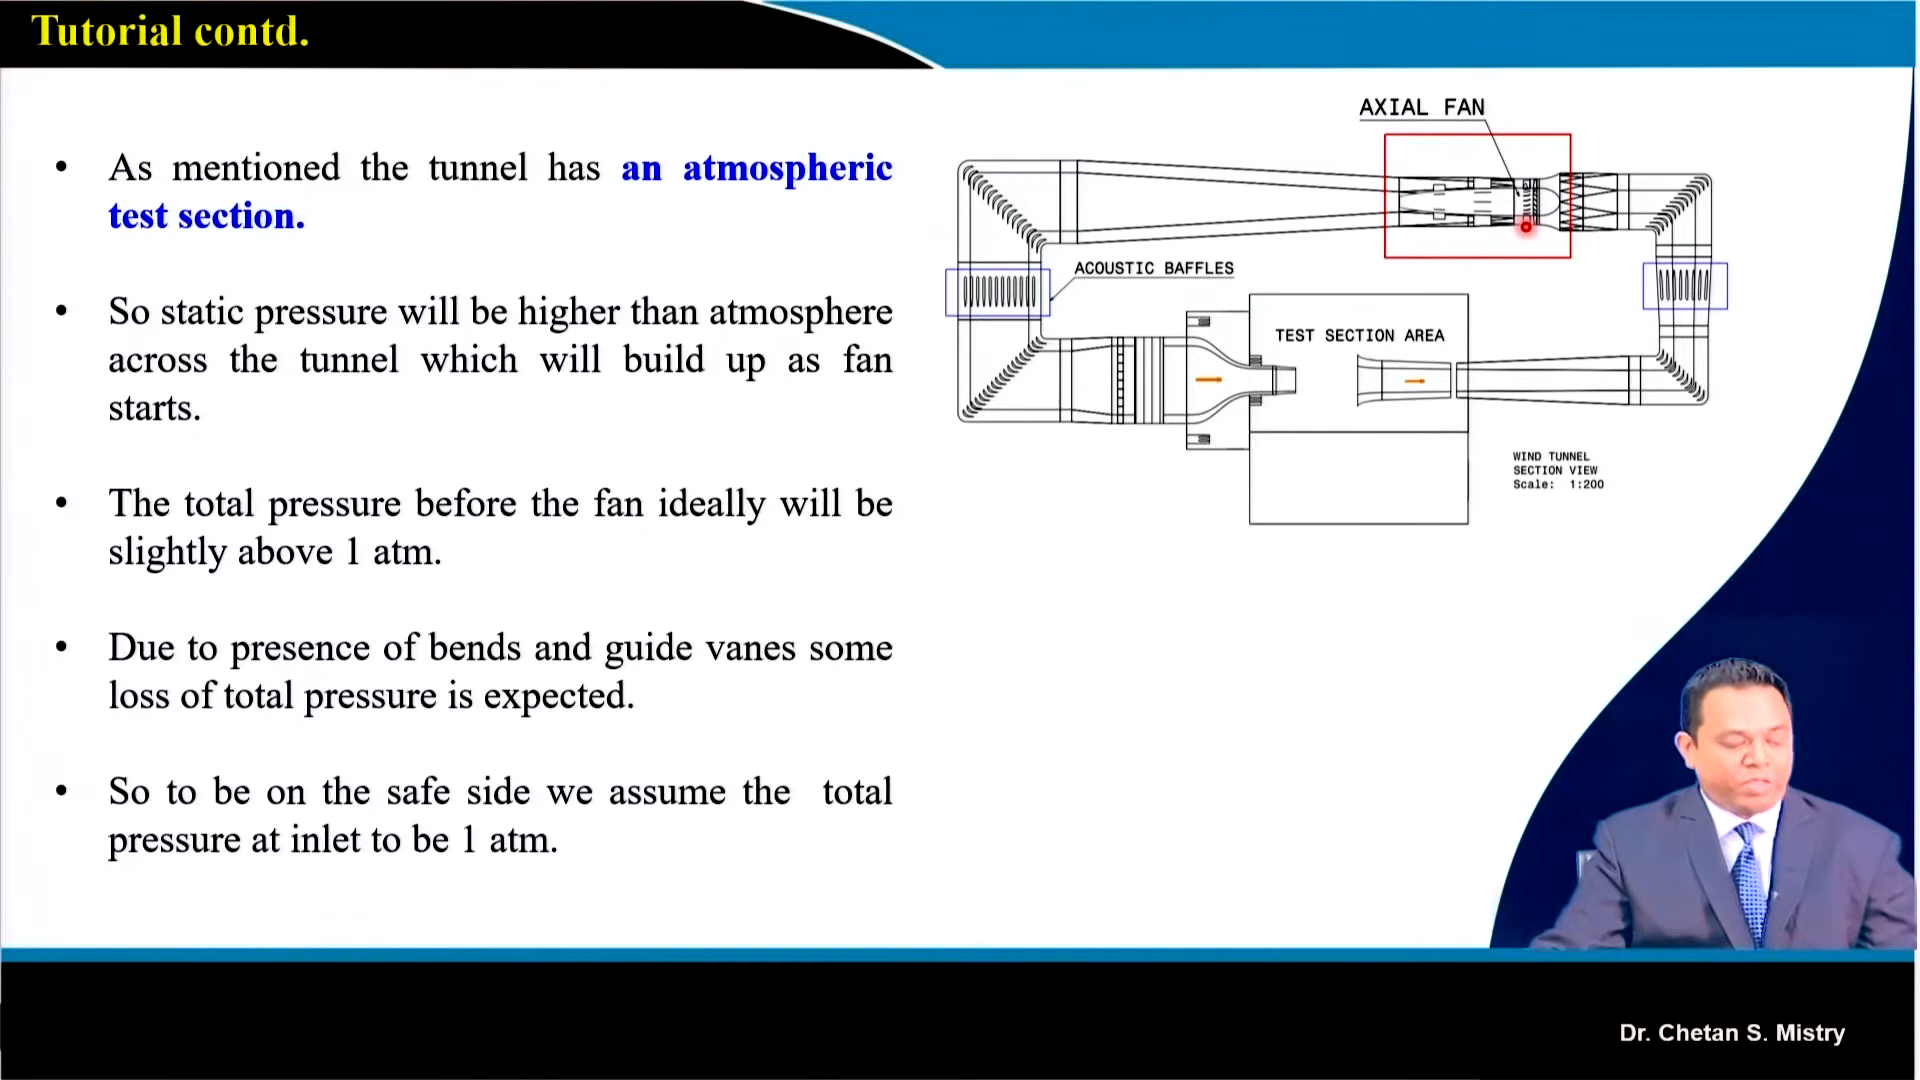 Tutorial contd.
• As mentioned the tunnel has an atmospheric
test section.
• So static pressure will be higher than atmosphere
across the tunnel which will build up as fan
starts.
• The total pressure before the fan ideally will be
slightly above 1 atm.
• Due to presence of bends and guide vanes some
loss of total pressure is expected.
• So to be on the safe side we assume the total
pressure at inlet to be 1 atm.
AXIAL FAN
ACOUSTIC BAFFLES
TEST SECTION AREA
WIND TUNNEL
SECTION VIEW
Scale: 1:200
Dr. Chetan S. Mistry